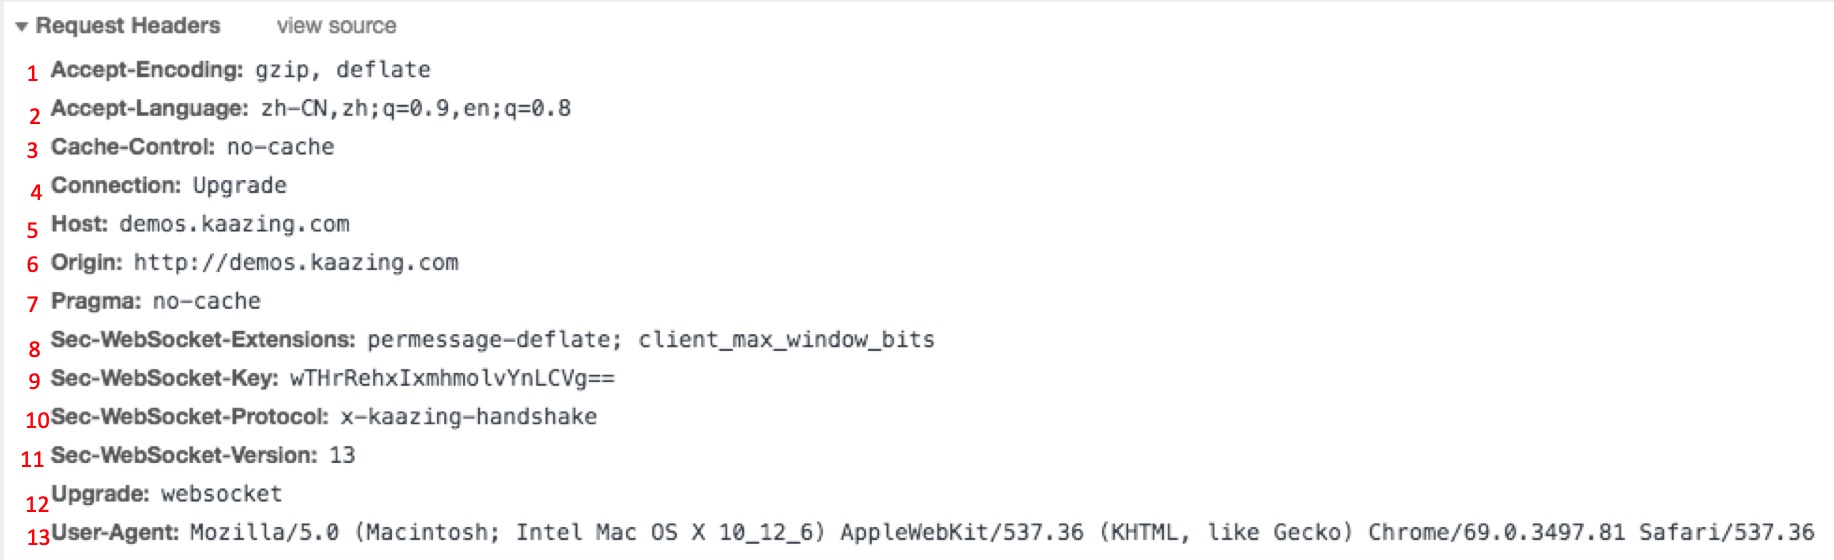 ▼ Request Headers view source
1 Accept-Encoding: gzip, deflate
2 Accept-Language: zh-CN,zh;q=0.9,en;q=0.8
3 Cache-Control: no-cache
4 Connection: Upgrade
5 Host: demos.kaazing.com
6 Origin: http://demos.kaazing.com
7 Pragma: no-cache
8 Sec-WebSocket-Extensions: permessage-deflate; client_max_window_bits
9 Sec-WebSocket-Key: wTHrRehxIxmhmolvYnLCVg==
10 Sec-WebSocket-Protocol: x-kaazing-handshake
11 Sec-WebSocket-Version: 13
12 Upgrade: websocket
13 User-Agent: Mozilla/5.0 (Macintosh; Intel Mac OS X 10_12_6) AppleWebKit/537.36 (KHTML, like Gecko) Chrome/69.0.3497.81 Safari/537.36